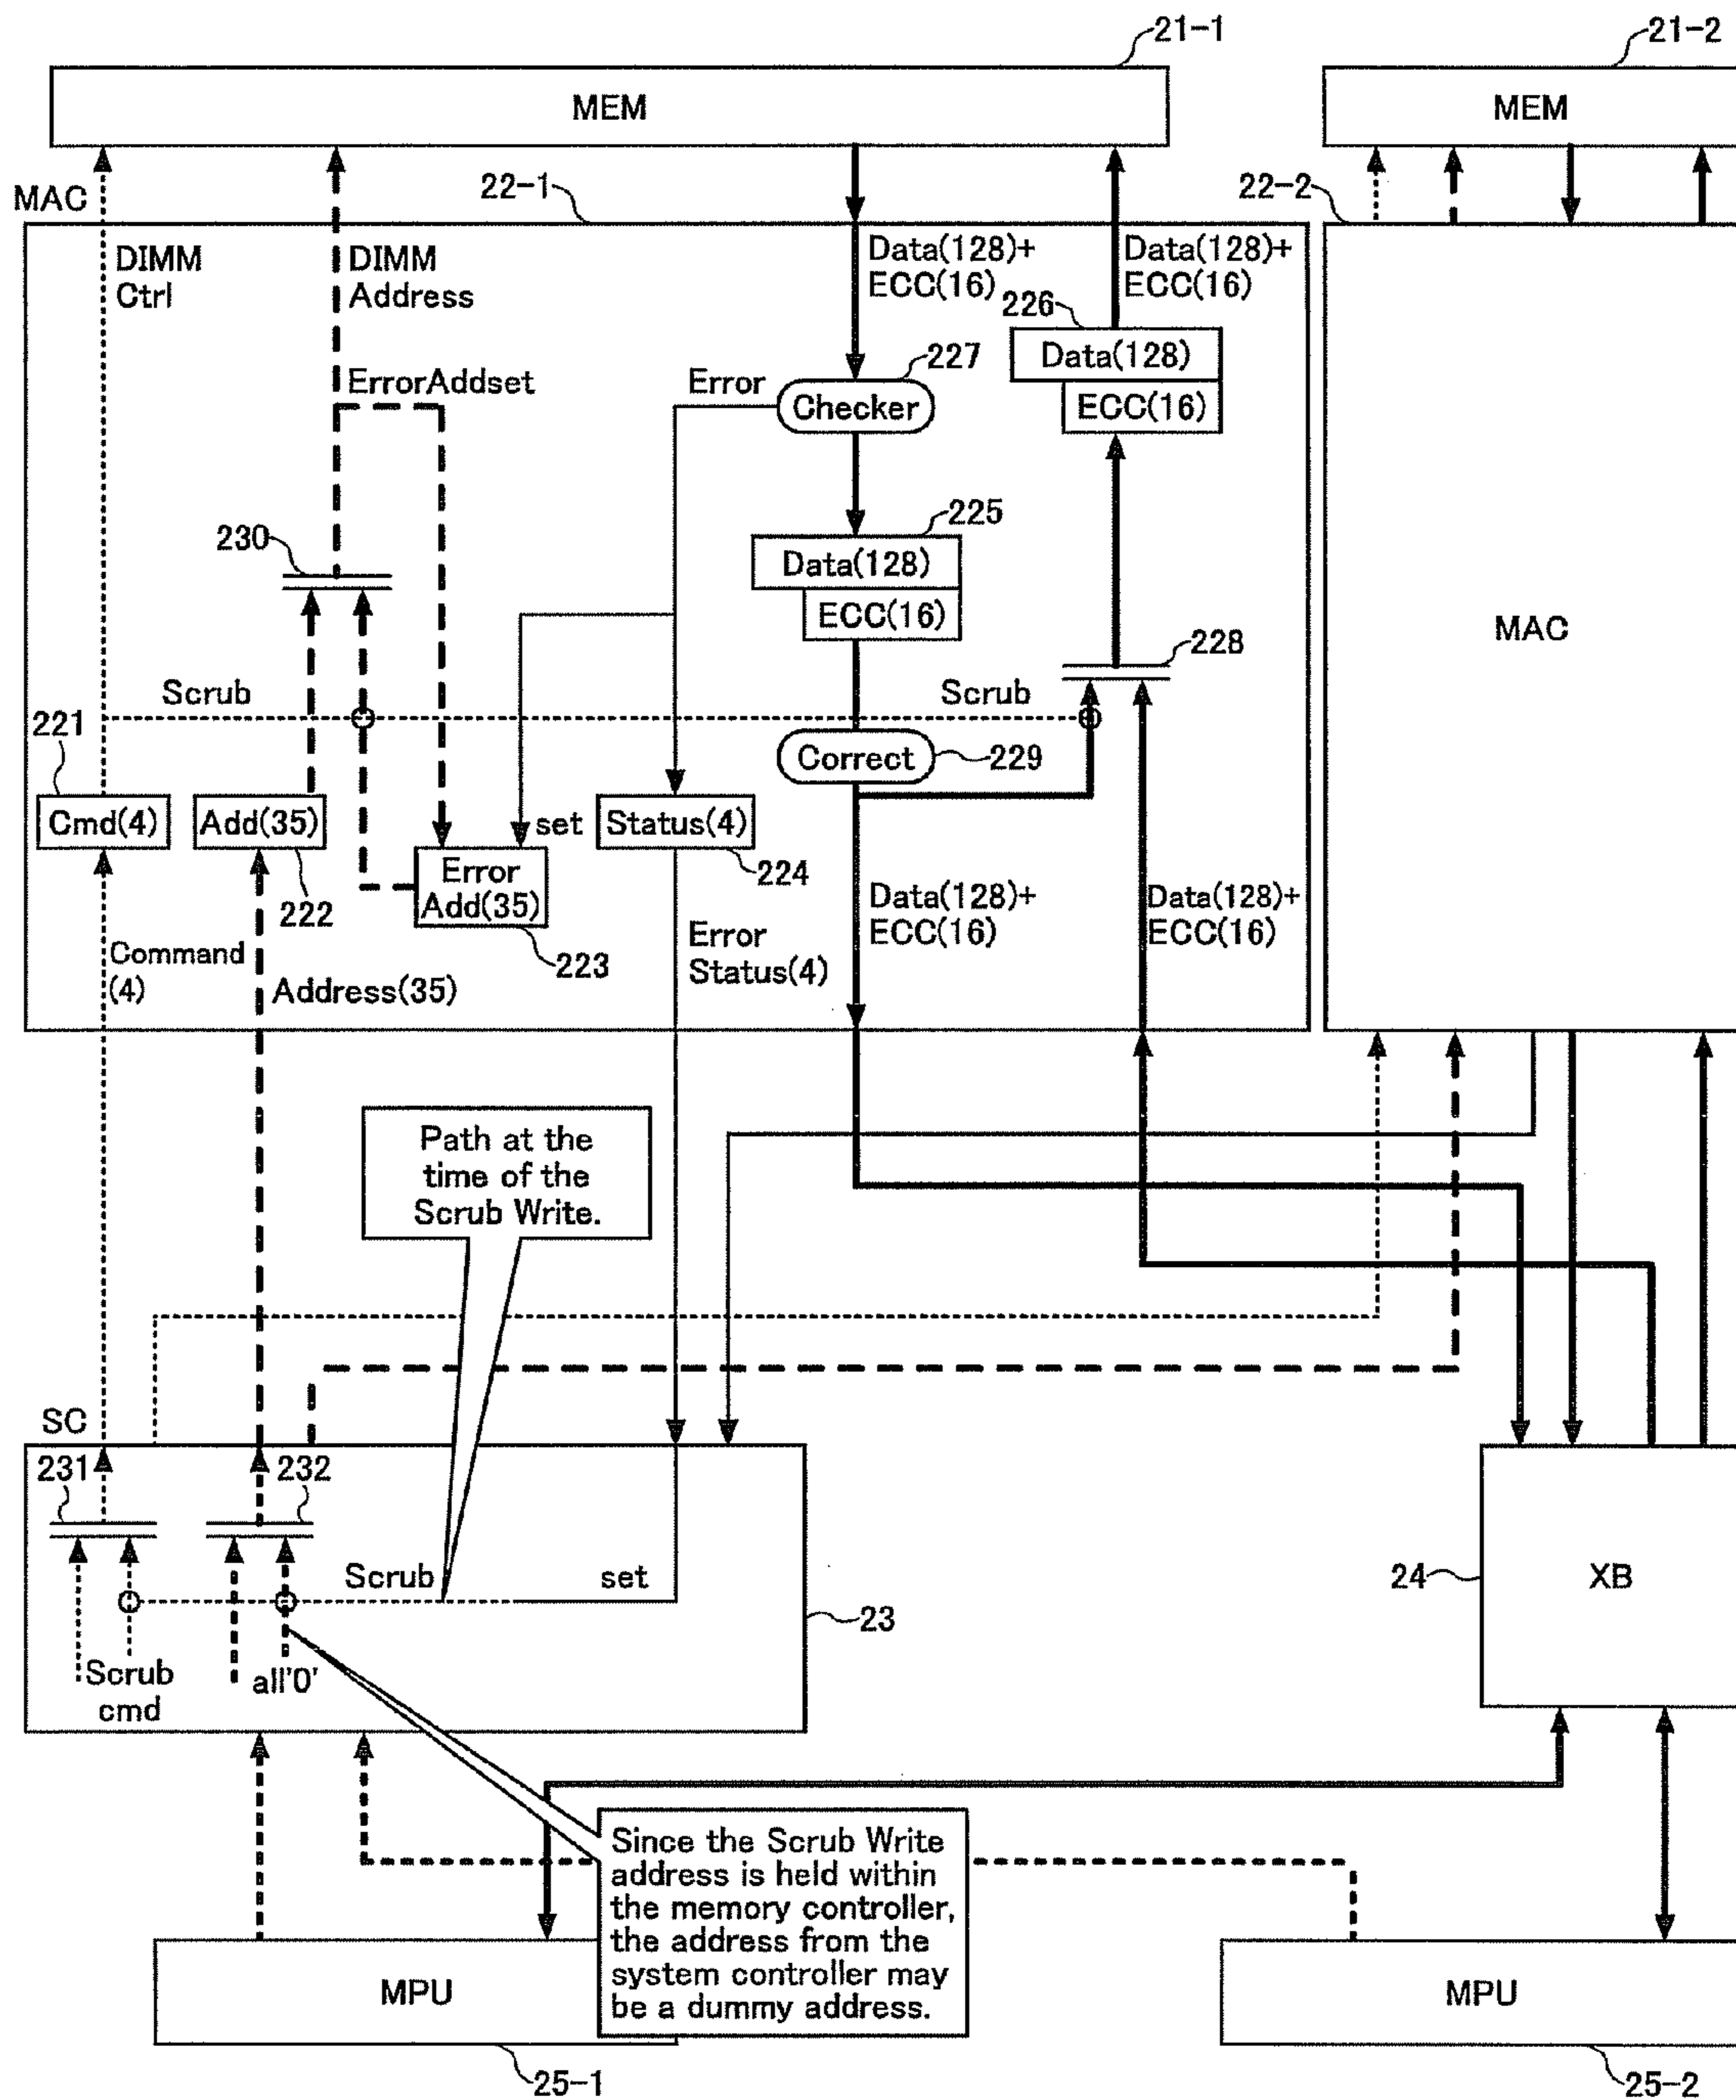 21-1
21-2
MEM
MEM
MAC
22-1
22-2
DIMM
Ctrl
DIMM
Address
Data(128)+
ECC(16)
Data(128)+
ECC(16)
226
Data(128)
ECC(16)
227
ErrorAddset
Error
Checker
225
Data(128)
ECC(16)
230
228
MAC
Scrub
Scrub
221
Correct
229
Cmd(4)
Add(35)
set
Status(4)
222
Error
Add(35)
223
224
Command
(4)
Address(35)
Error
Status(4)
Data(128)+
ECC(16)
Data(128)+
ECC(16)
Path at the
time of the
Scrub Write.
SC
231
232
Scrub
set
23
24
XB
Scrub
cmd
all'0'
Since the Scrub Write
address is held within
the memory controller,
the address from the
system controller may
be a dummy address.
MPU
MPU
25-1
25-2